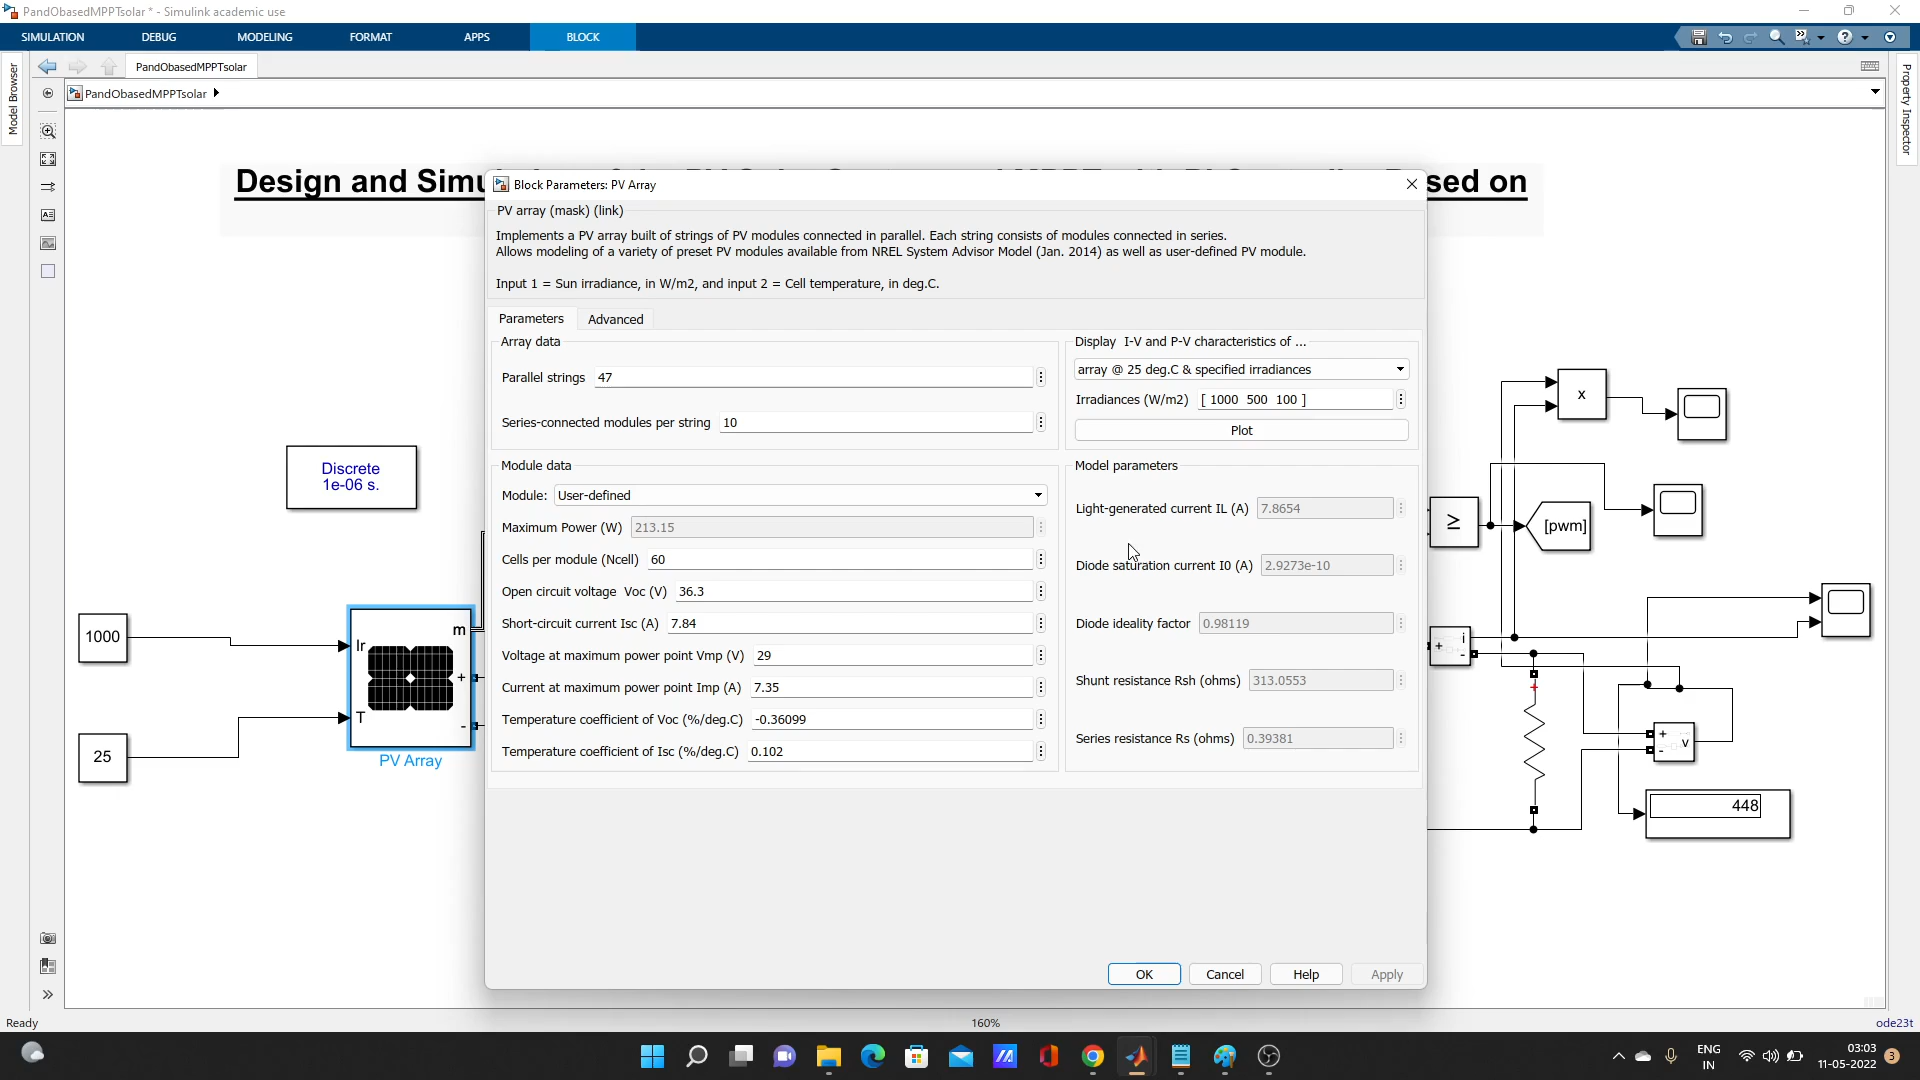 PandObasedMPPTsolar * - Simulink academic use
SIMULATION DEBUG MODELING FORMAT APPS BLOCK
PandObasedMPPTsolar
PandObasedMPPTsolar
Model Browser
Property Inspector
Design and Simu
sed on
Discrete
1e-06 s.
1000
25
Ir
T
m
+
-
PV Array
Block Parameters: PV Array
PV array (mask) (link)
Implements a PV array built of strings of PV modules connected in parallel. Each string consists of modules connected in series.
Allows modeling of a variety of preset PV modules available from NREL System Advisor Model (Jan. 2014) as well as user-defined PV module.
Input 1 = Sun irradiance, in W/m2, and input 2 = Cell temperature, in deg.C.
Parameters Advanced
Array data
Parallel strings 47
Series-connected modules per string 10
Display I-V and P-V characteristics of ...
array @ 25 deg.C & specified irradiances
Irradiances (W/m2) [ 1000 500 100 ]
Plot
Module data
Module: User-defined
Maximum Power (W) 213.15
Cells per module (Ncell) 60
Open circuit voltage Voc (V) 36.3
Short-circuit current Isc (A) 7.84
Voltage at maximum power point Vmp (V) 29
Current at maximum power point Imp (A) 7.35
Temperature coefficient of Voc (%/deg.C) -0.36099
Temperature coefficient of Isc (%/deg.C) 0.102
Model parameters
Light-generated current IL (A) 7.8654
Diode saturation current I0 (A) 2.9273e-10
Diode ideality factor 0.98119
Shunt resistance Rsh (ohms) 313.0553
Series resistance Rs (ohms) 0.39381
OK Cancel Help Apply
x
≥
[pwm]
i
+
-
+
+
-
v
448
Ready 160% ode23t
ENG
IN
03:03
11-05-2022
3